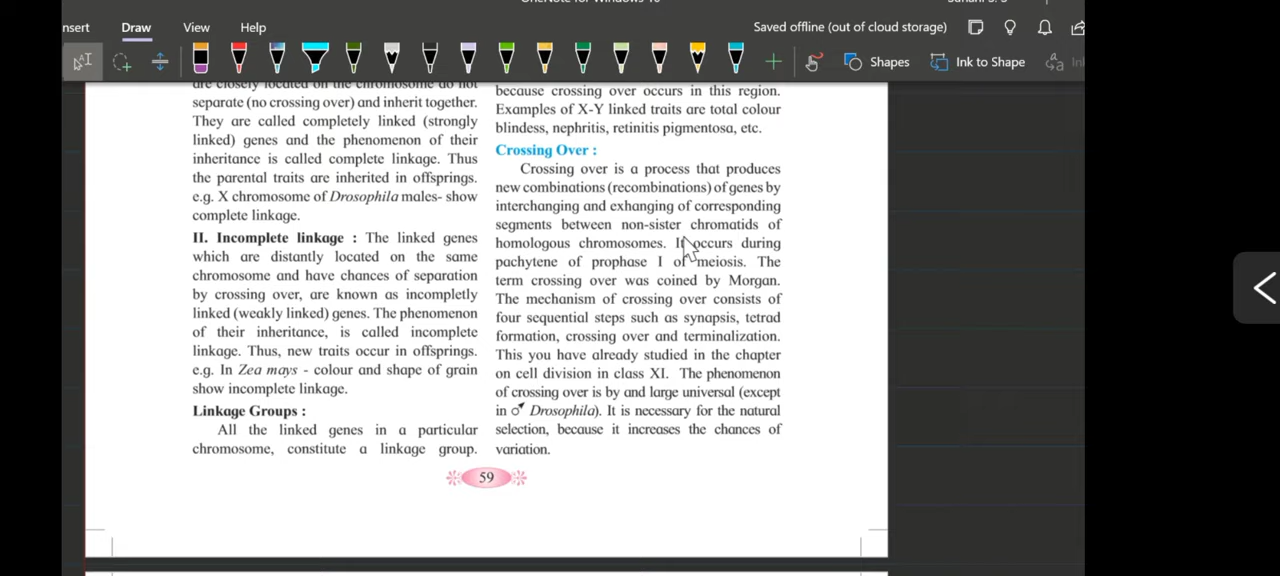 Insert Draw View Help
Saved offline (out of cloud storage)
Shapes Ink to Shape
are closely located on the chromosome do not
separate (no crossing over) and inherit together.
They are called completely linked (strongly
linked) genes and the phenomenon of their
inheritance is called complete linkage. Thus
the parental traits are inherited in offsprings.
e.g. X chromosome of Drosophila males- show
complete linkage.
II. Incomplete linkage : The linked genes
which are distantly located on the same
chromosome and have chances of separation
by crossing over, are known as incompletly
linked (weakly linked) genes. The phenomenon
of their inheritance, is called incomplete
linkage. Thus, new traits occur in offsprings.
e.g. In Zea mays - colour and shape of grain
show incomplete linkage.
Linkage Groups :
All the linked genes in a particular
chromosome, constitute a linkage group.
because crossing over occurs in this region.
Examples of X-Y linked traits are total colour
blindess, nephritis, retinitis pigmentosa, etc.
Crossing Over :
Crossing over is a process that produces
new combinations (recombinations) of genes by
interchanging and exhanging of corresponding
segments between non-sister chromatids of
homologous chromosomes. It occurs during
pachytene of prophase I of meiosis. The
term crossing over was coined by Morgan.
The mechanism of crossing over consists of
four sequential steps such as synapsis, tetrad
formation, crossing over and terminalization.
This you have already studied in the chapter
on cell division in class XI. The phenomenon
of crossing over is by and large universal (except
in ♂ Drosophila). It is necessary for the natural
selection, because it increases the chances of
variation.
59